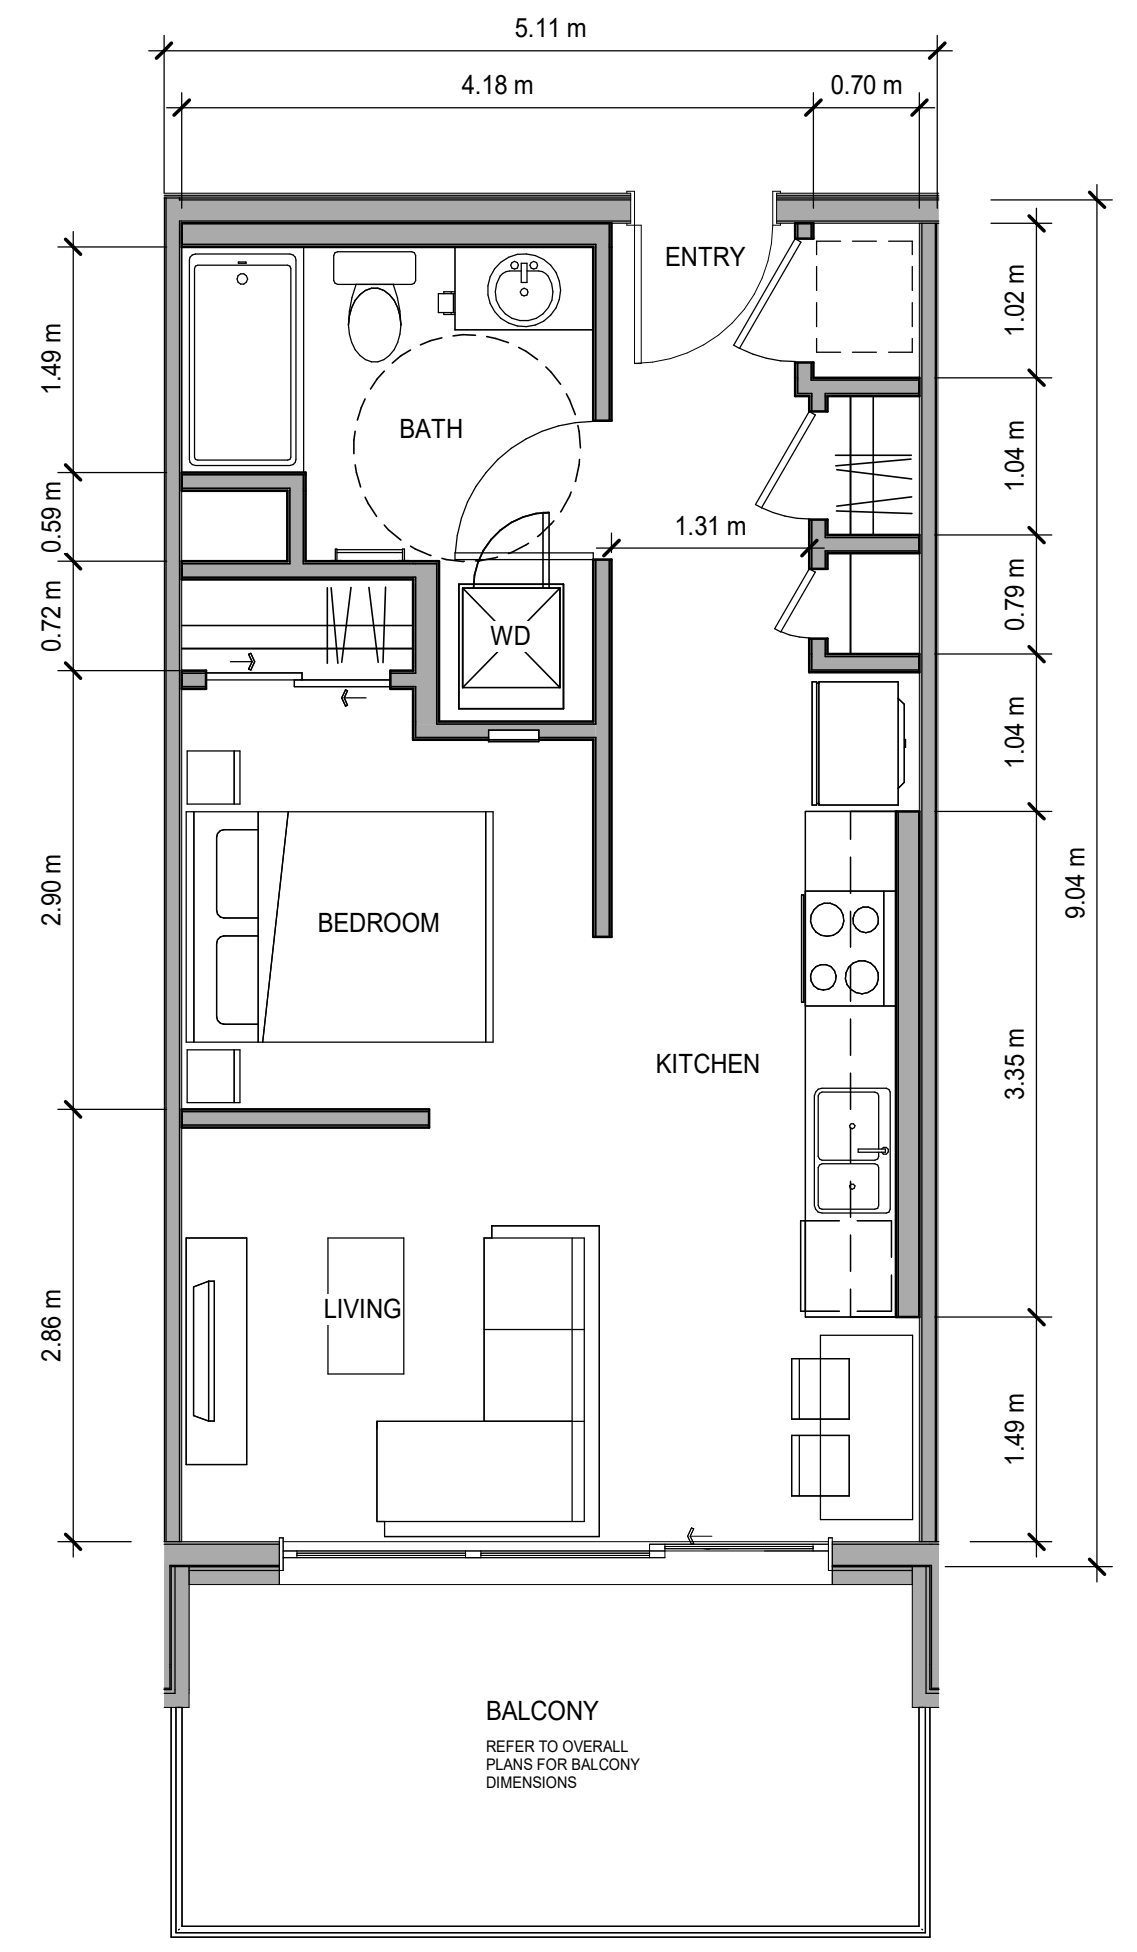 5.11 m
4.18 m
0.70 m
ENTRY
1.02 m
1.49 m
BATH
1.04 m
0.59 m
1.31 m
0.79 m
0.72 m
WD
1.04 m
2.90 m
9.04 m
BEDROOM
KITCHEN
3.35 m
LIVING
2.86 m
1.49 m
BALCONY
REFER TO OVERALL
PLANS FOR BALCONY
DIMENSIONS